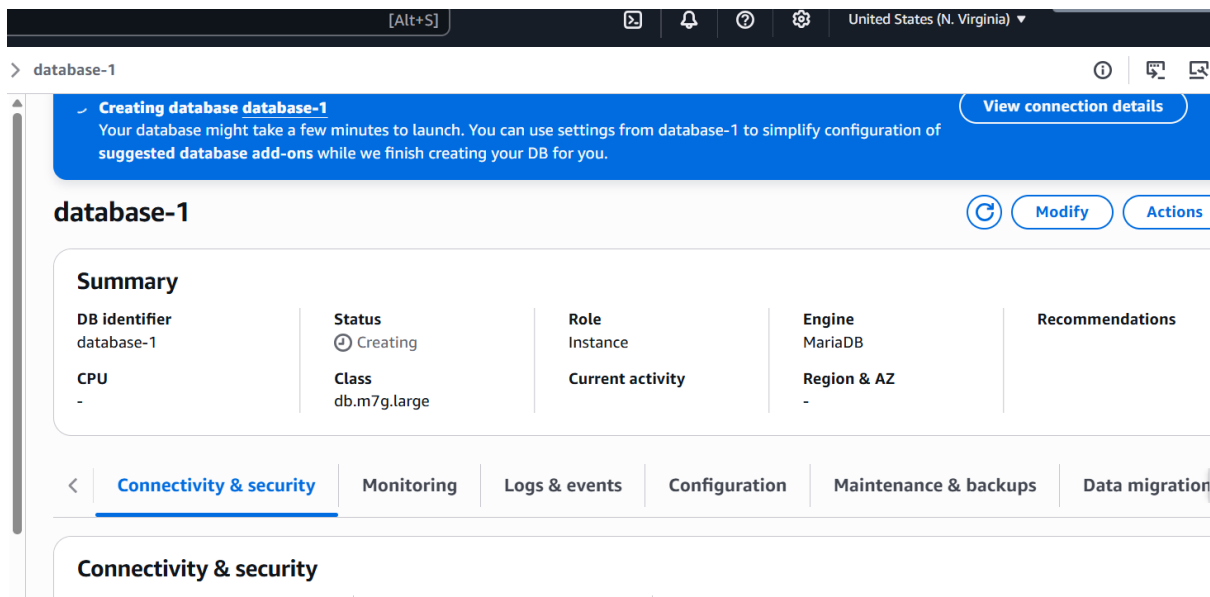 [Alt+S]
United States (N. Virginia) ▼
database-1
Creating database database-1
View connection details
Your database might take a few minutes to launch. You can use settings from database-1 to simplify configuration of
suggested database add-ons while we finish creating your DB for you.
database-1
Modify
Actions
Summary
DB identifier
database-1
Status
Creating
Role
Instance
Engine
MariaDB
Recommendations
CPU
-
Class
db.m7g.large
Current activity
Region & AZ
-
Connectivity & security
Monitoring
Logs & events
Configuration
Maintenance & backups
Data migration
Connectivity & security